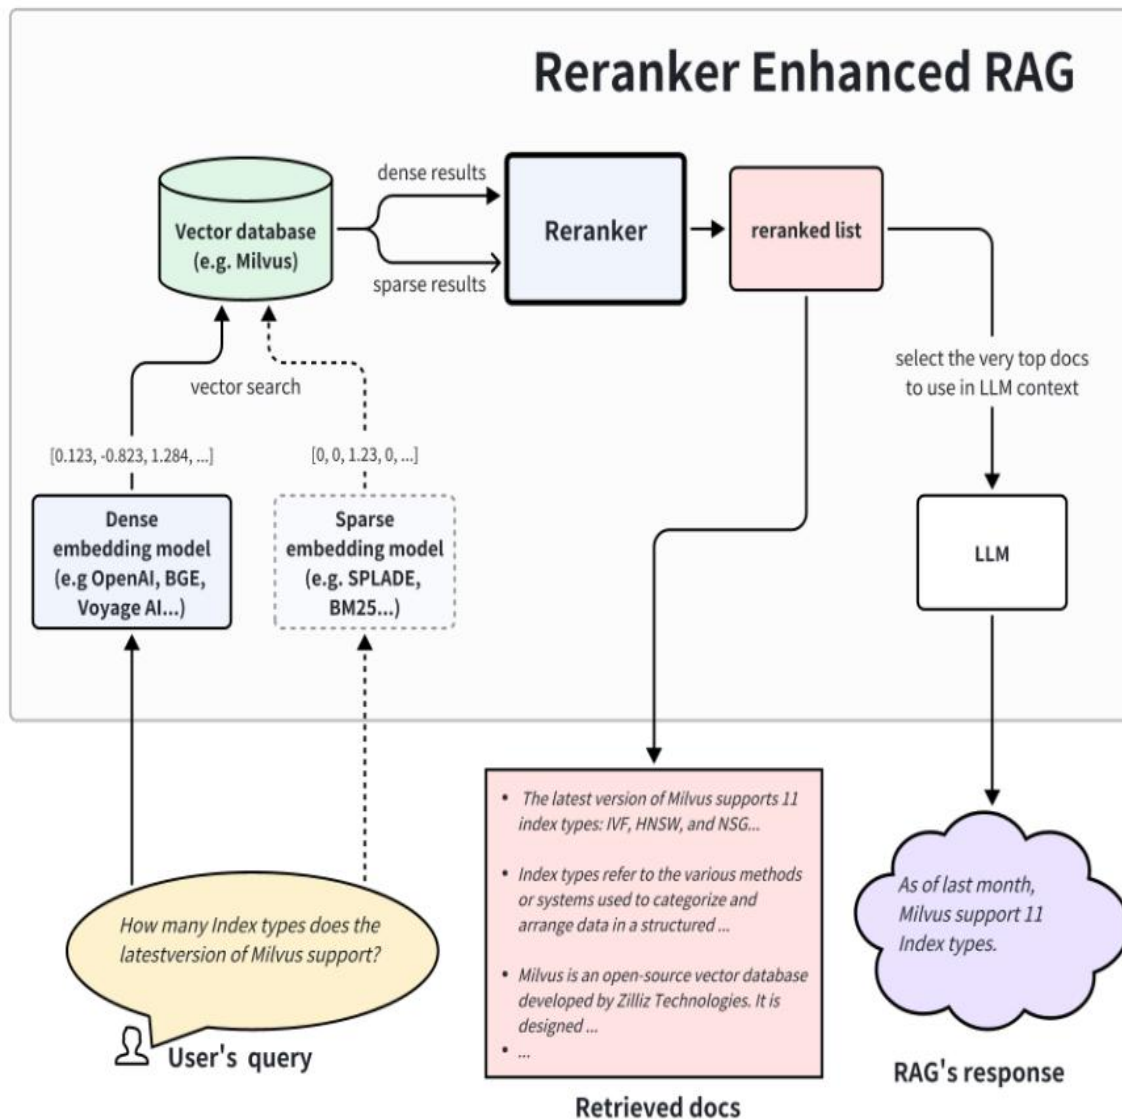 Reranker Enhanced RAG
Vector database
(e.g. Milvus)
dense results
sparse results
Reranker
reranked list
select the very top docs
to use in LLM context
vector search
[0.123, -0.823, 1.284, ...]
[0, 0, 1.23, 0, ...]
Dense
embedding model
(e.g OpenAI, BGE,
Voyage AI...)
Sparse
embedding model
(e.g. SPLADE,
BM25...)
LLM
How many Index types does the
latestversion of Milvus support?
User's query
• The latest version of Milvus supports 11
index types: IVF, HNSW, and NSG...
• Index types refer to the various methods
or systems used to categorize and
arrange data in a structured ...
• Milvus is an open-source vector database
developed by Zilliz Technologies. It is
designed ...
• ...
Retrieved docs
As of last month,
Milvus support 11
Index types.
RAG's response